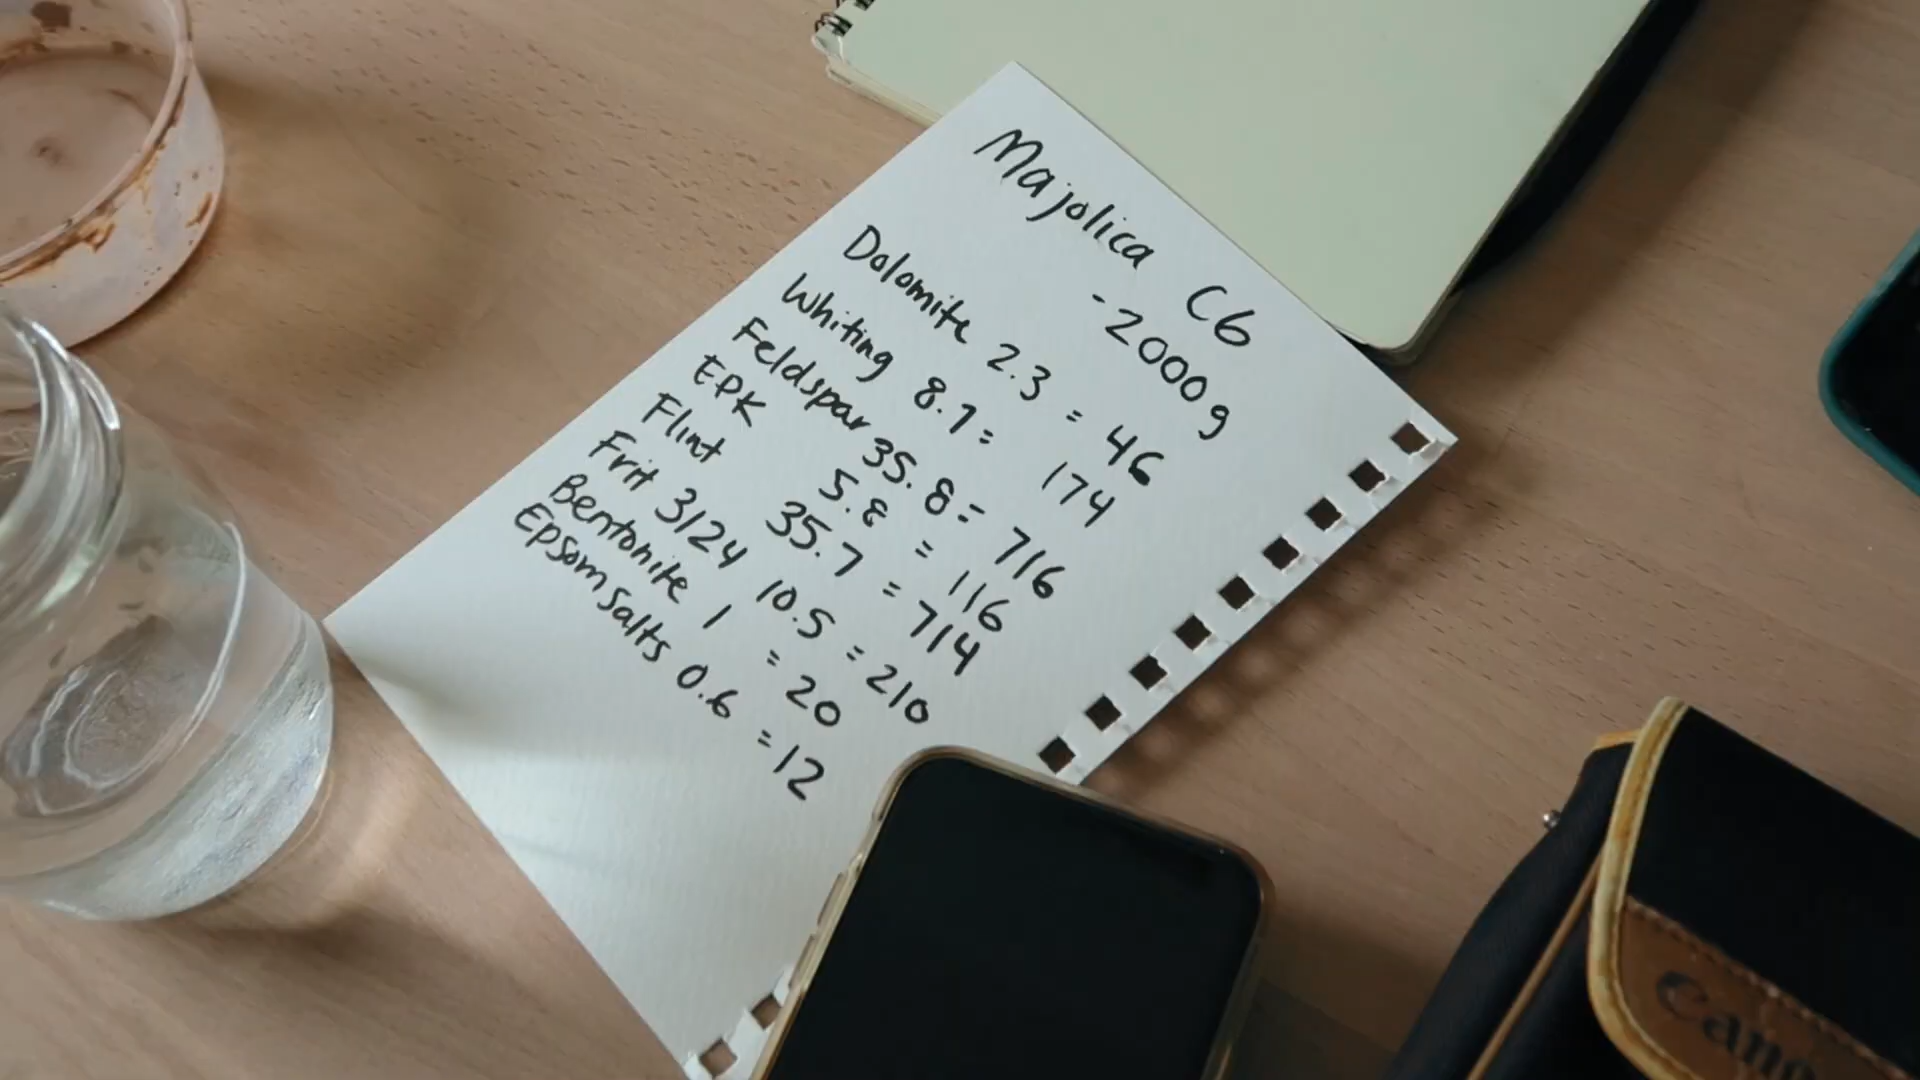 Majolica C6
- 2000g
Dolomite 2.3 = 46
Whiting 8.7 = 174
Feldspar 35.8 = 716
EPK 5.8 = 116
Flint 35.7 = 714
Frit 3124 10.5 = 210
Bentonite 1 = 20
Epsom salts 0.6 = 12
Canon